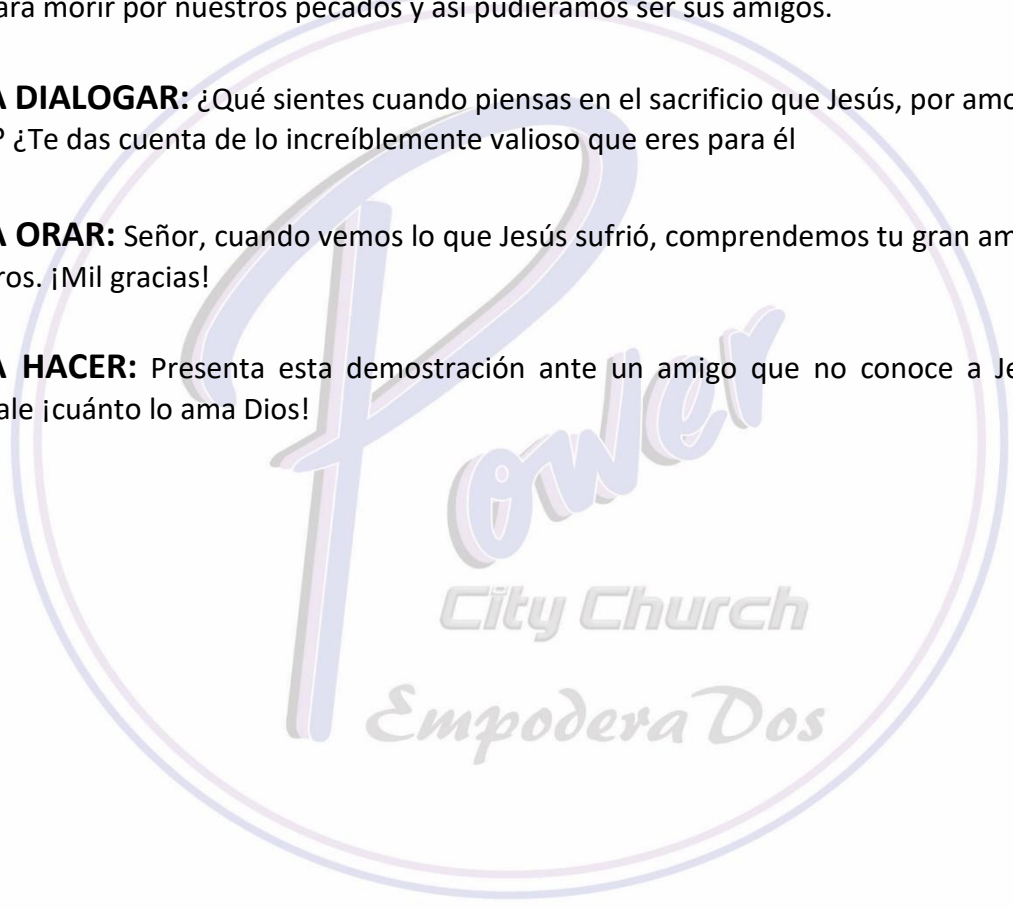 ara morir por nuestros pecados y así pudiéramos ser sus amigos.
A DIALOGAR: ¿Qué sientes cuando piensas en el sacrificio que Jesús, por amo
? ¿Te das cuenta de lo increíblemente valioso que eres para él
A ORAR: Señor, cuando vemos lo que Jesús sufrió, comprendemos tu gran am
ros. ¡Mil gracias!
A HACER: Presenta esta demostración ante un amigo que no conoce a Je
ale ¡cuánto lo ama Dios!
Power
City Church
EmpoderaDos